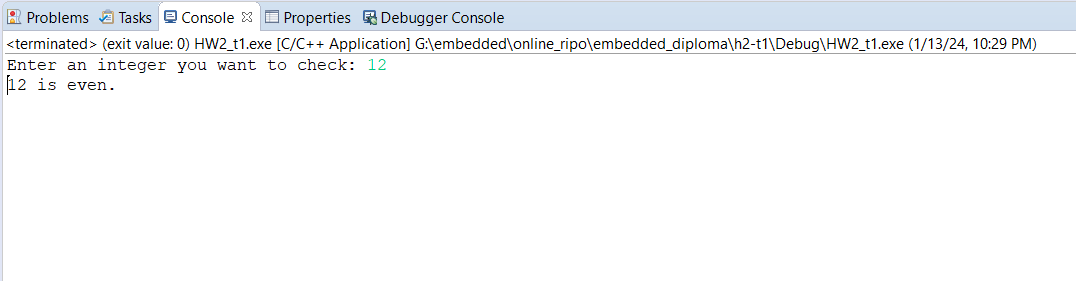 Problems Tasks Console Properties Debugger Console
<terminated> (exit value: 0) HW2_t1.exe [C/C++ Application] G:\embedded\online_ripo\embedded_diploma\h2-t1\Debug\HW2_t1.exe (1/13/24, 10:29 PM)
Enter an integer you want to check: 12
12 is even.